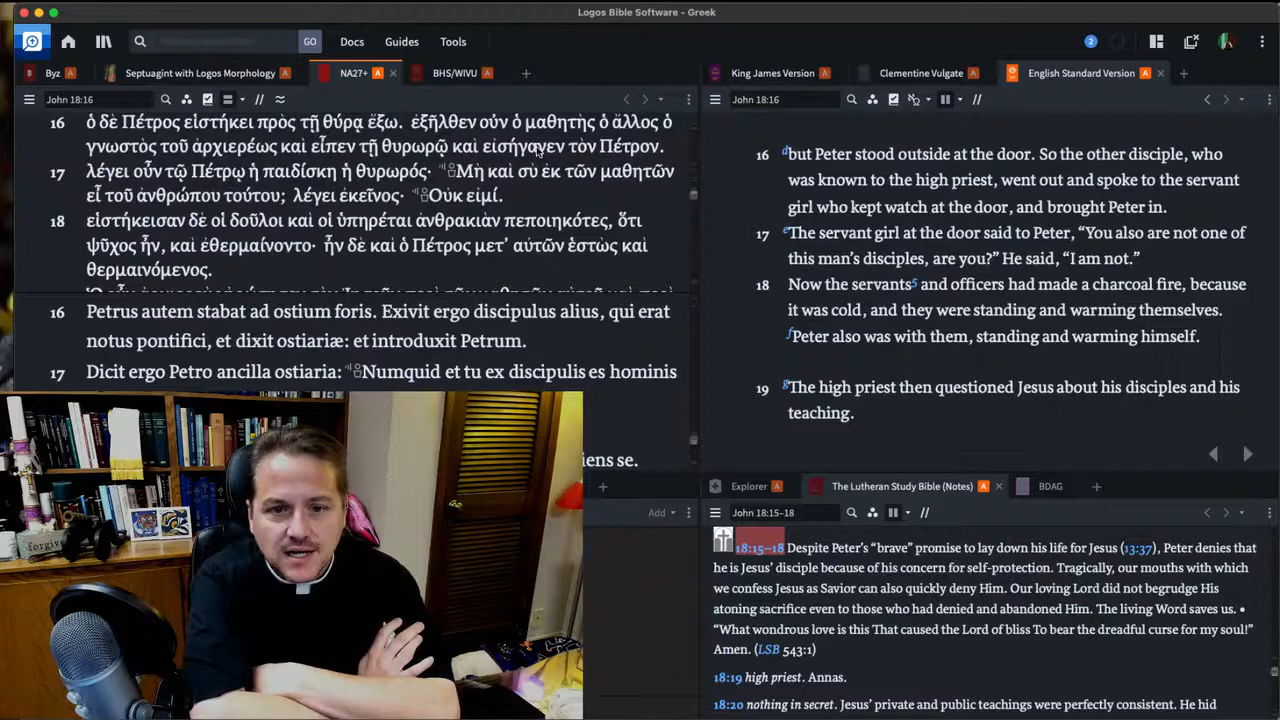 Logos Bible Software - Greek
GO
Docs
Guides
Tools
2
Byz A
Septuagint with Logos Morphology A
NA27+ A
BHS/WIVU A
King James Version A
Clementine Vulgate A
English Standard Version A
John 18:16
John 18:16
16 ὁ δὲ Πέτρος εἱστήκει πρὸς τῇ θύρᾳ ἔξω. ἐξῆλθεν οὖν ὁ μαθητὴς ὁ ἄλλος ὁ
γνωστὸς τοῦ ἀρχιερέως καὶ εἶπεν τῇ θυρωρῷ καὶ εἰσήγαγεν τὸν Πέτρον.
17 λέγει οὖν τῷ Πέτρῳ ἡ παιδίσκη ἡ θυρωρός· Μὴ καὶ σὺ ἐκ τῶν μαθητῶν
εἶ τοῦ ἀνθρώπου τούτου; λέγει ἐκεῖνος· Οὐκ εἰμί.
18 εἱστήκεισαν δὲ οἱ δοῦλοι καὶ οἱ ὑπηρέται ἀνθρακιὰν πεποιηκότες, ὅτι
ψῦχος ἦν, καὶ ἐθερμαίνοντο· ἦν δὲ καὶ ὁ Πέτρος μετ’ αὐτῶν ἑστὼς καὶ
θερμαινόμενος.
16 Petrus autem stabat ad ostium foris. Exivit ergo discipulus alius, qui erat
notus pontifici, et dixit ostiariæ: et introduxit Petrum.
17 Dicit ergo Petro ancilla ostiaria: Numquid et tu ex discipulis es hominis
iens se.
16 d but Peter stood outside at the door. So the other disciple, who
was known to the high priest, went out and spoke to the servant
girl who kept watch at the door, and brought Peter in.
17 e The servant girl at the door said to Peter, “You also are not one of
this man’s disciples, are you?” He said, “I am not.”
18 Now the servants5 and officers had made a charcoal fire, because
it was cold, and they were standing and warming themselves.
f Peter also was with them, standing and warming himself.
19 g The high priest then questioned Jesus about his disciples and his
teaching.
Add
Explorer A
The Lutheran Study Bible (Notes) A
BDAG
John 18:15–18
18:15–18 Despite Peter’s “brave” promise to lay down his life for Jesus (13:37), Peter denies that
he is Jesus’ disciple because of his concern for self-protection. Tragically, our mouths with which
we confess Jesus as Savior can also quickly deny Him. Our loving Lord did not begrudge His
atoning sacrifice even to those who had denied and abandoned Him. The living Word saves us. •
“What wondrous love is this That caused the Lord of bliss To bear the dreadful curse for my soul!”
Amen. (LSB 543:1)
18:19 high priest. Annas.
18:20 nothing in secret. Jesus’ private and public teachings were perfectly consistent. He hid
forgive